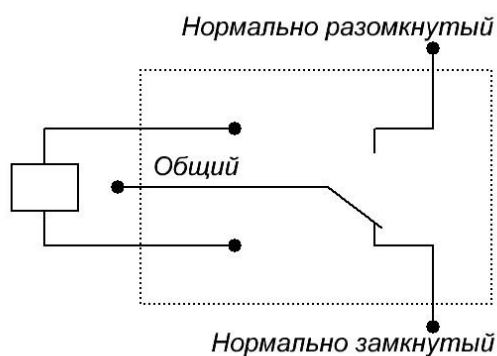 Нормально разомкнутый
Общий
Нормально замкнутый